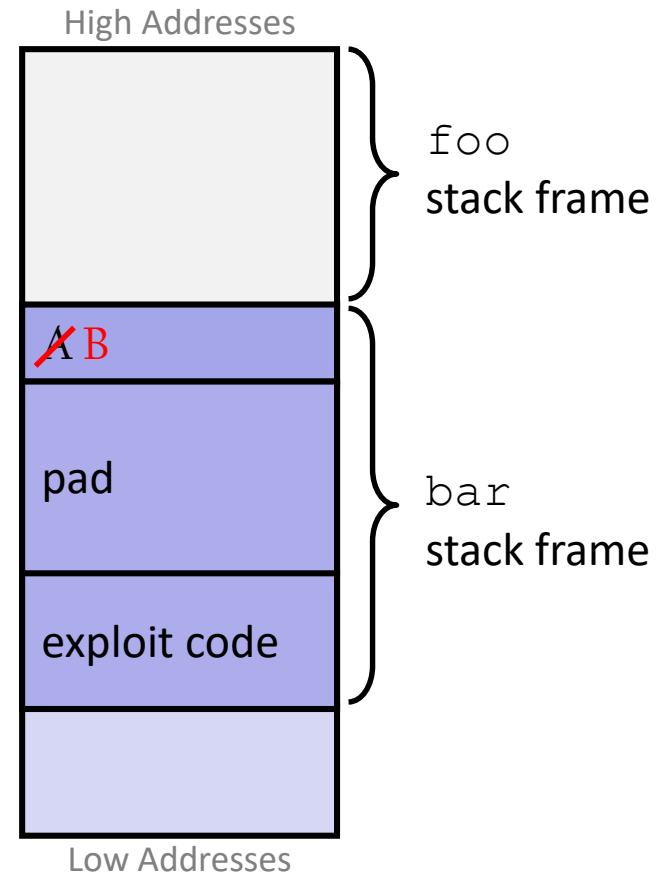 High Addresses
foo
stack frame
A B
pad
bar
stack frame
exploit code
Low Addresses